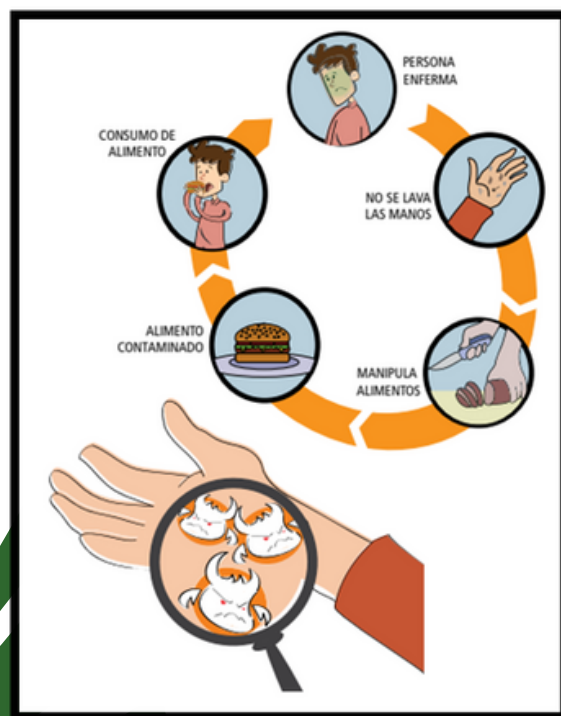 PERSONA
ENFERMA
NO SE LAVA
LAS MANOS
MANIPULA
ALIMENTOS
ALIMENTO
CONTAMINADO
CONSUMO DE
ALIMENTO